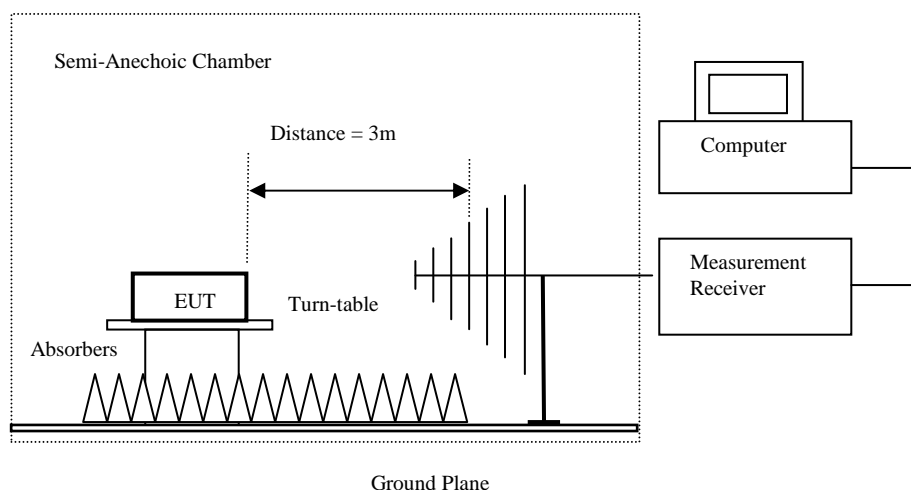 Semi-Anechoic Chamber
Distance = 3m
Computer
Measurement
Receiver
EUT
Turn-table
Absorbers
Ground Plane